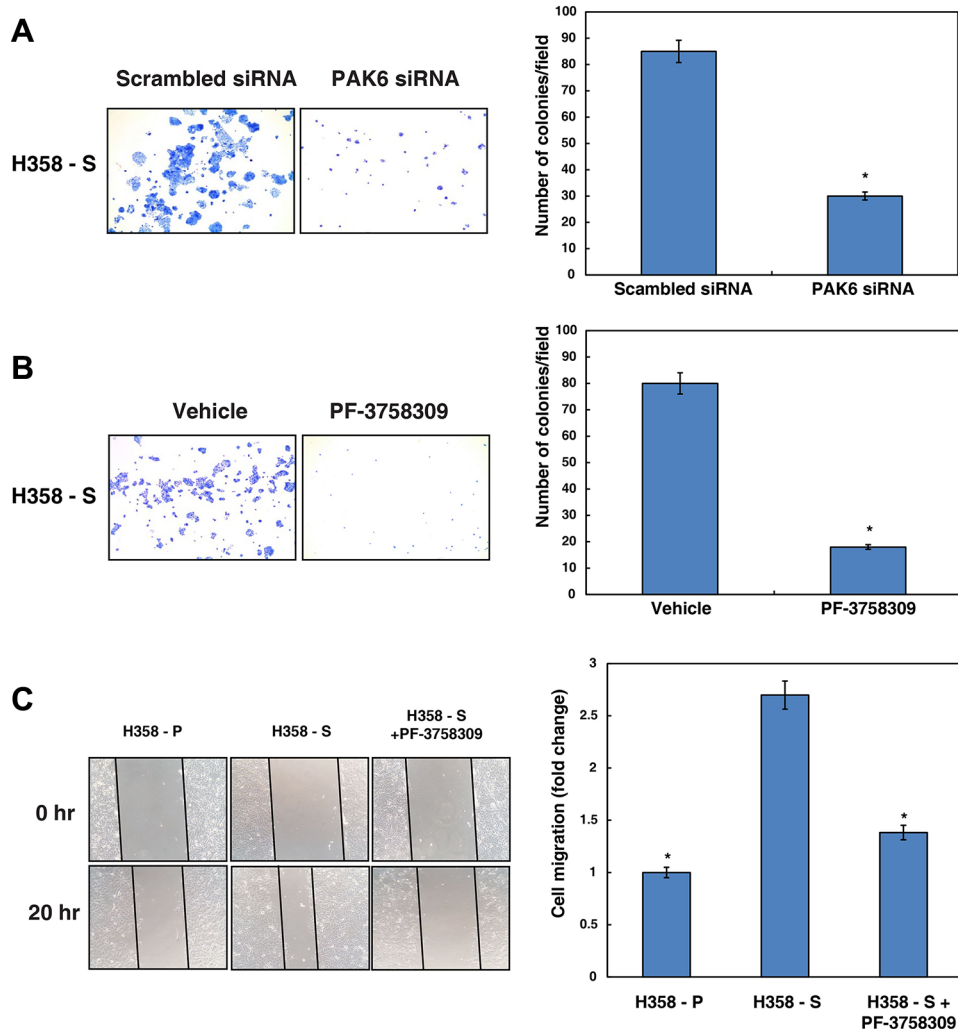 A
Scrambled siRNA PAK6 siRNA
H358 - S
Number of colonies/field
100
90
80
70
60
50
40
30
20
10
0
*
Scambled siRNA PAK6 siRNA
B
Vehicle PF-3758309
H358 - S
Number of colonies/field
100
90
80
70
60
50
40
30
20
10
0
*
Vehicle PF-3758309
C
H358 - P H358 - S H358 - S
+PF-3758309
0 hr
20 hr
Cell migration (fold change)
3
2.5
2
1.5
1
0.5
0
*
*
H358 - P H358 - S H358 - S +
PF-3758309